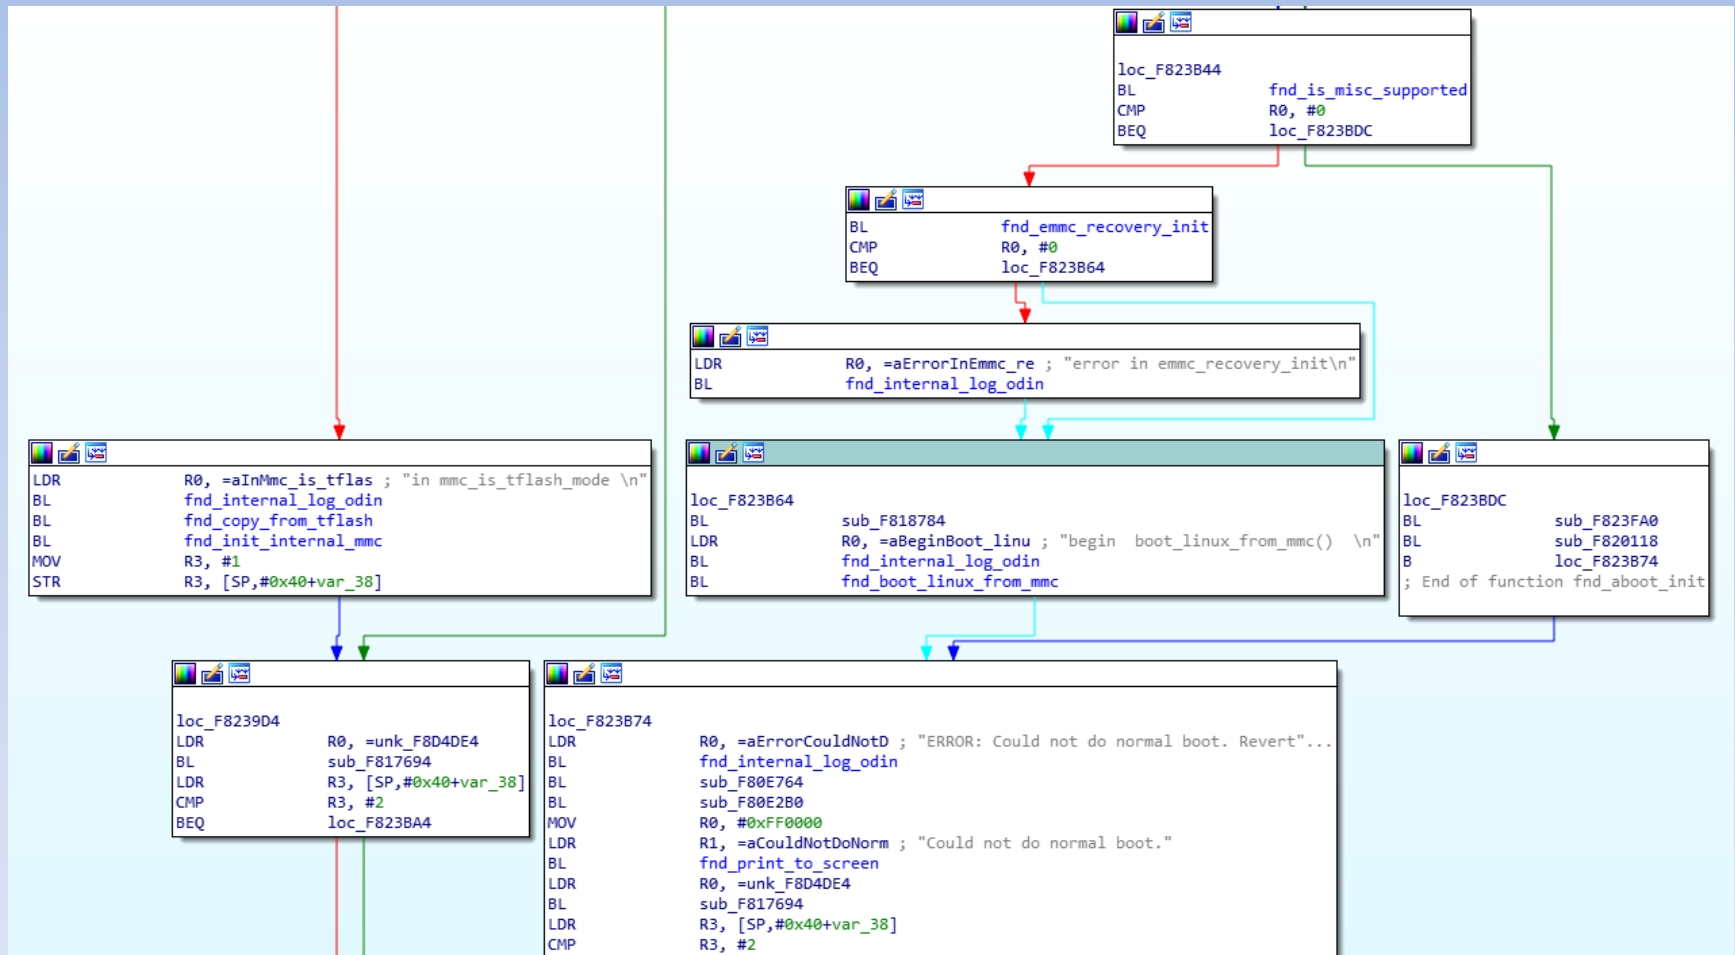 loc_F823B44
BL fnd_is_misc_supported
CMP R0, #0
BEQ loc_F823BDC
BL fnd_emmc_recovery_init
CMP R0, #0
BEQ loc_F823B64
LDR R0, =aErrorInEmmc_re ; "error in emmc_recovery_init\n"
BL fnd_internal_log_odin
LDR R0, =aInMmc_is_tflas ; "in mmc_is_tflash_mode \n"
BL fnd_internal_log_odin
BL fnd_copy_from_tflash
BL fnd_init_internal_mmc
MOV R3, #1
STR R3, [SP,#0x40+var_38]
loc_F823B64
BL sub_F818784
LDR R0, =aBeginBoot_linu ; "begin  boot_linux_from_mmc()  \n"
BL fnd_internal_log_odin
BL fnd_boot_linux_from_mmc
loc_F823BDC
BL sub_F823FA0
BL sub_F820118
B loc_F823B74
; End of function fnd_aboot_init
loc_F8239D4
LDR R0, =unk_F8D4DE4
BL sub_F817694
LDR R3, [SP,#0x40+var_38]
CMP R3, #2
BEQ loc_F823BA4
loc_F823B74
LDR R0, =aErrorCouldNotD ; "ERROR: Could not do normal boot. Revert"...
BL fnd_internal_log_odin
BL sub_F80E764
BL sub_F80E2B0
MOV R0, #0xFF0000
LDR R1, =aCouldNotDoNorm ; "Could not do normal boot."
BL fnd_print_to_screen
LDR R0, =unk_F8D4DE4
BL sub_F817694
LDR R3, [SP,#0x40+var_38]
CMP R3, #2